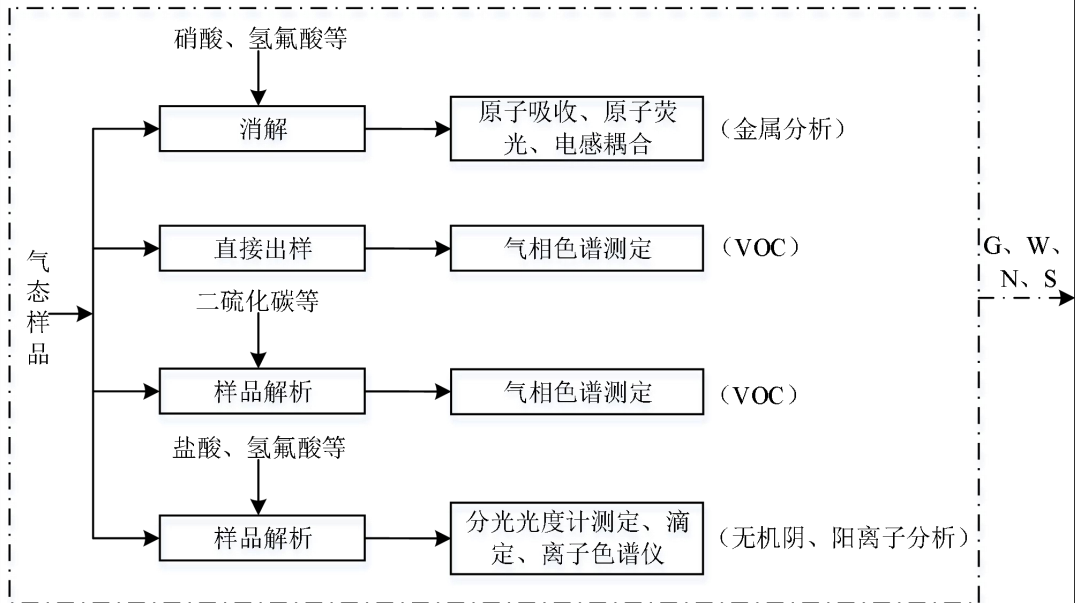 硝酸、氢氟酸等
消解
原子吸收、原子荧
光、电感耦合
（金属分析）
直接出样
气相色谱测定
（VOC）
气
态
样
品
G、W、
N、S
二硫化碳等
样品解析
气相色谱测定
（VOC）
盐酸、氢氟酸等
样品解析
分光光度计测定、滴
定、离子色谱仪
（无机阴、阳离子分析）